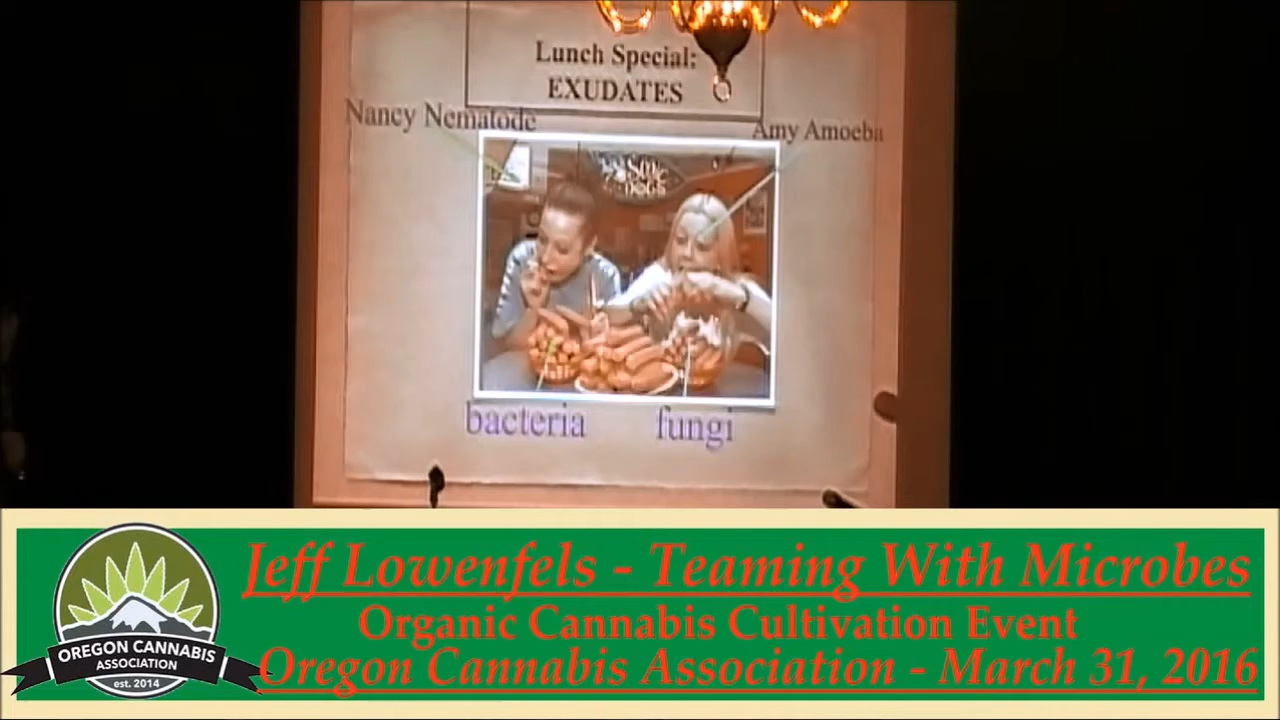 Lunch Special:
EXUDATES
Nancy Nematode
Amy Amoeba
DOGS
bacteria
fungi
Jeff Lowenfels - Teaming With Microbes
Organic Cannabis Cultivation Event
Oregon Cannabis Association - March 31, 2016
OREGON CANNABIS
ASSOCIATION
est. 2014